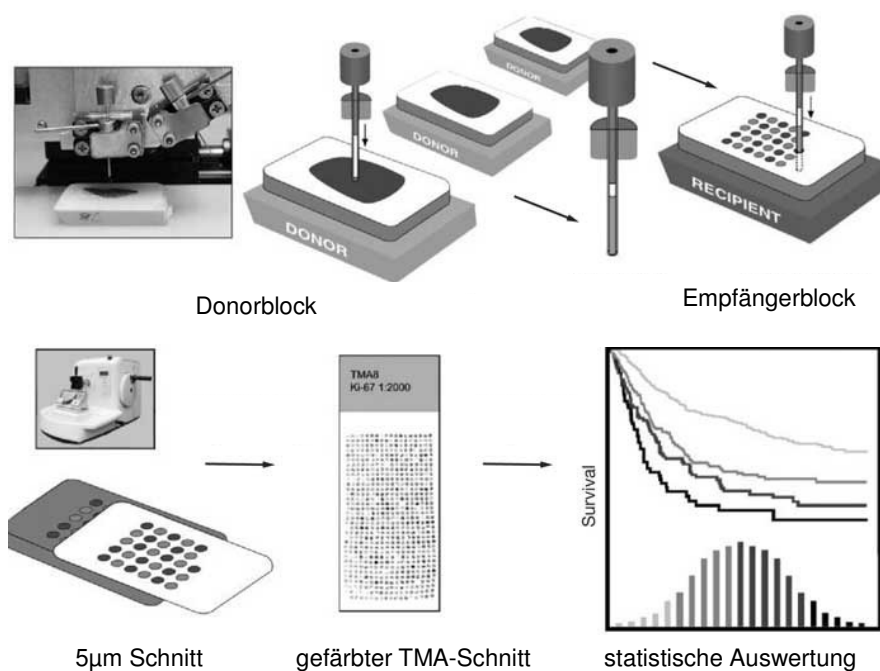 DONOR
DONOR
DONOR
RECIPIENT
Donorblock
Empfängerblock
TMA8
Ki-67 1:2000
Survival
5µm Schnitt
gefärbter TMA-Schnitt
statistische Auswertung